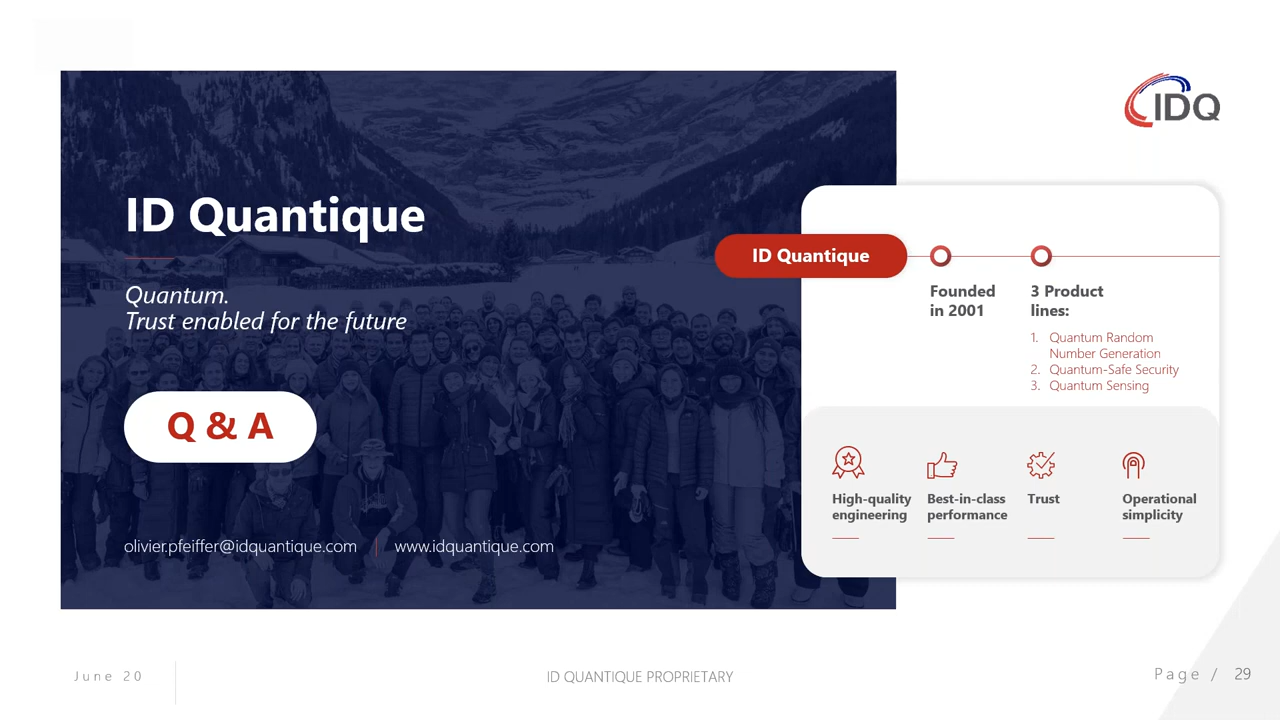 IDQ
ID Quantique
Quantum.
Trust enabled for the future
Q & A
olivier.pfeiffer@idquantique.com | www.idquantique.com
ID Quantique
Founded
in 2001
3 Product
lines:
1. Quantum Random
Number Generation
2. Quantum-Safe Security
3. Quantum Sensing
High-quality
engineering
Best-in-class
performance
Trust
Operational
simplicity
June 20
ID QUANTIQUE PROPRIETARY
Page / 29